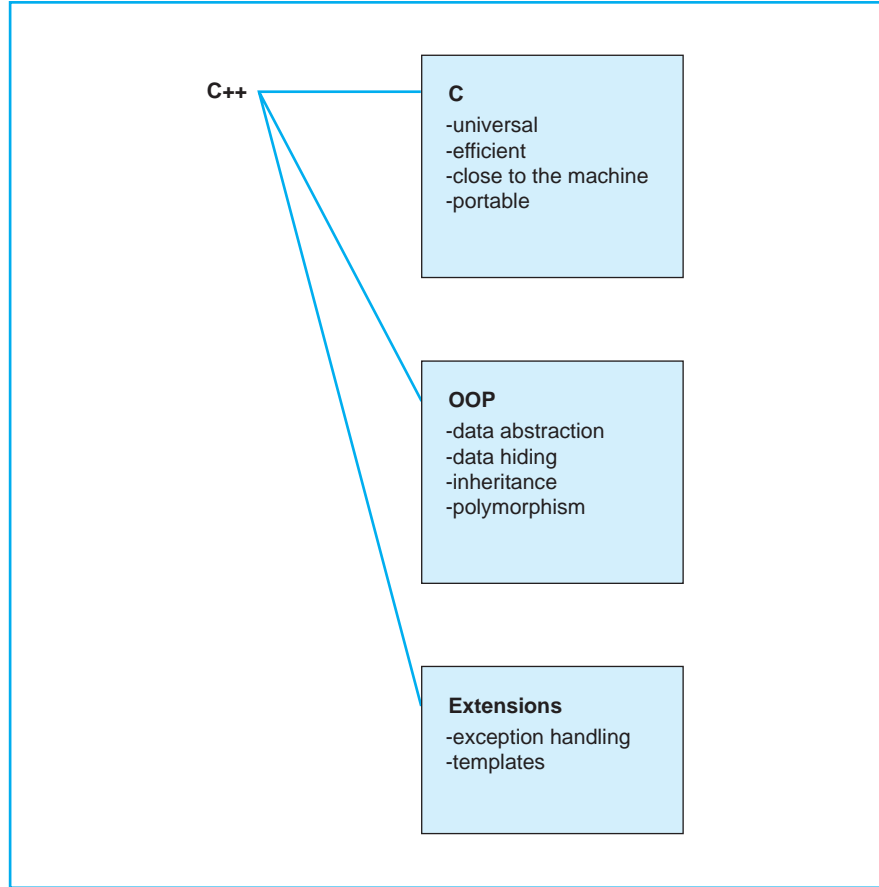 C++
C
-universal
-efficient
-close to the machine
-portable
OOP
-data abstraction
-data hiding
-inheritance
-polymorphism
Extensions
-exception handling
-templates